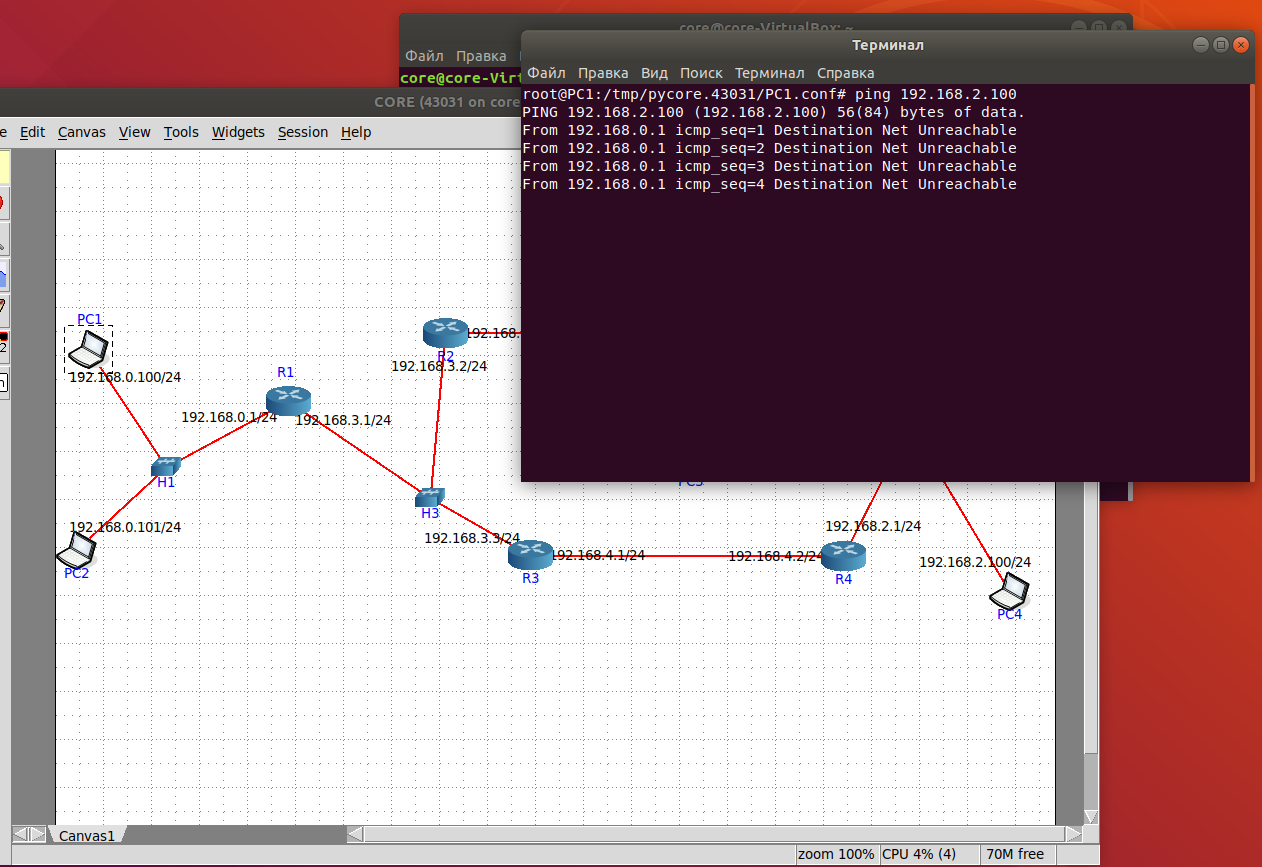 core@core-VirtualBox: ~
Файл Правка
core@core-Virt
Терминал
Файл Правка Вид Поиск Терминал Справка
root@PC1:/tmp/pycore.43031/PC1.conf# ping 192.168.2.100
PING 192.168.2.100 (192.168.2.100) 56(84) bytes of data.
From 192.168.0.1 icmp_seq=1 Destination Net Unreachable
From 192.168.0.1 icmp_seq=2 Destination Net Unreachable
From 192.168.0.1 icmp_seq=3 Destination Net Unreachable
From 192.168.0.1 icmp_seq=4 Destination Net Unreachable
CORE (43031 on core
e Edit Canvas View Tools Widgets Session Help
PC1
192.168.0.100/24
R1
192.168.0.1/24
192.168.3.1/24
R2
192.168.3.2/24
192.168.
H1
192.168.0.101/24
PC2
H3
192.168.3.3/24
R3
192.168.4.1/24
192.168.4.2/24
PC3
192.168.2.1/24
R4
192.168.2.100/24
PC4
2
Canvas1
zoom 100% CPU 4% (4) 70M free